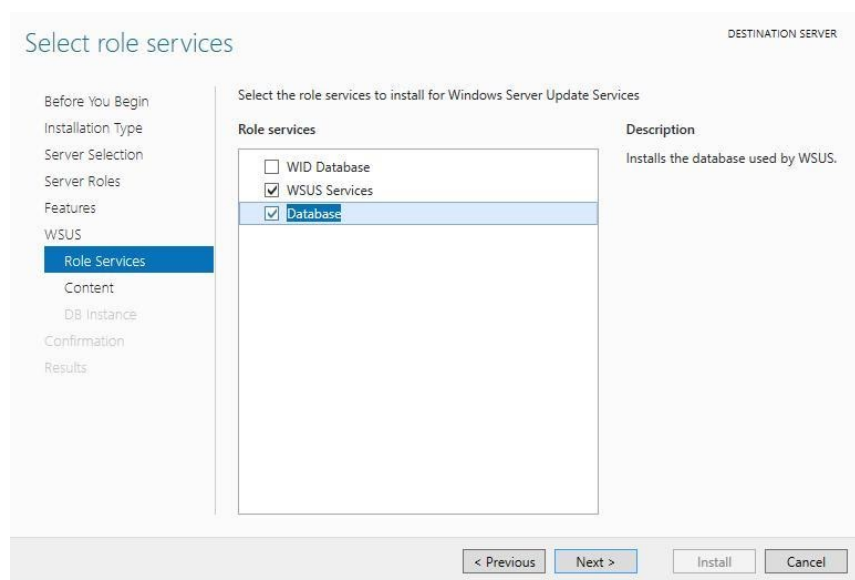 Select role services
DESTINATION SERVER
Before You Begin
Installation Type
Server Selection
Server Roles
Features
WSUS
Role Services
Content
DB Instance
Confirmation
Results
Select the role services to install for Windows Server Update Services
Role services
WID Database
WSUS Services
Database
Description
Installs the database used by WSUS.
< Previous
Next >
Install
Cancel